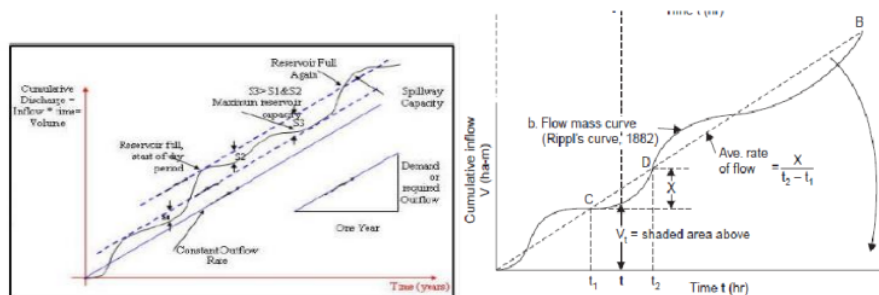 Reservoir Full
Again
Cumulative
Discharge =
Inflow * time=
Volume
S3> S1 &S2
Maximum reservoir
capacity
Spillway
Capacity
S3
Reservoir full,
start of dry
period
S2
Demand
or
required
Outflow
One Year
Constant Outflow
Rate
Time (years)
Time t (hr)
B
b. Flow mass curve
(Rippl's curve, 1882)
Ave. rate
of flow = X
t2 – t1
Cumulative inflow
V (ha-m)
D
X
C
Vt = shaded area above
t1 t t2
Time t (hr)